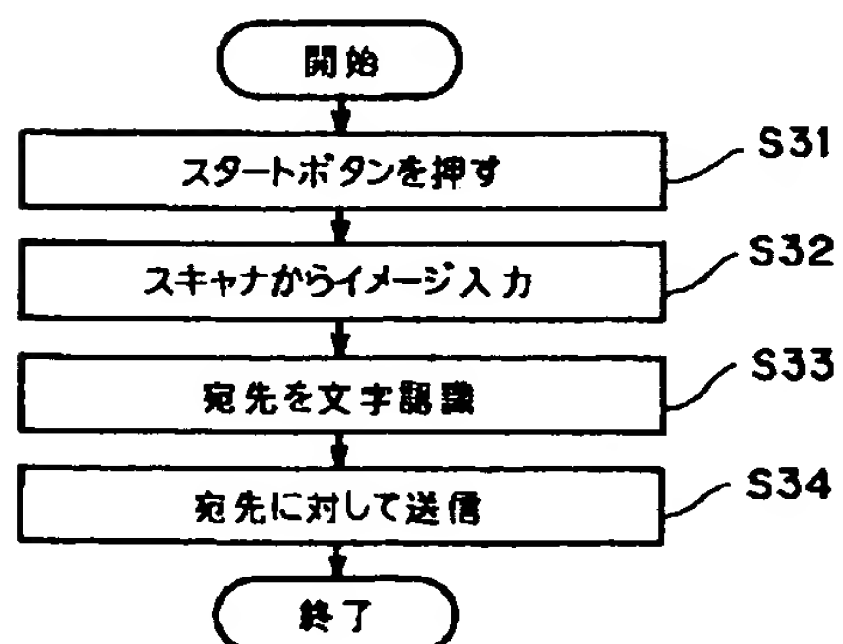 開始
スタートボタンを押す
S31
スキャナからイメージ入力
S32
宛先を文字認識
S33
宛先に対して送信
S34
終了